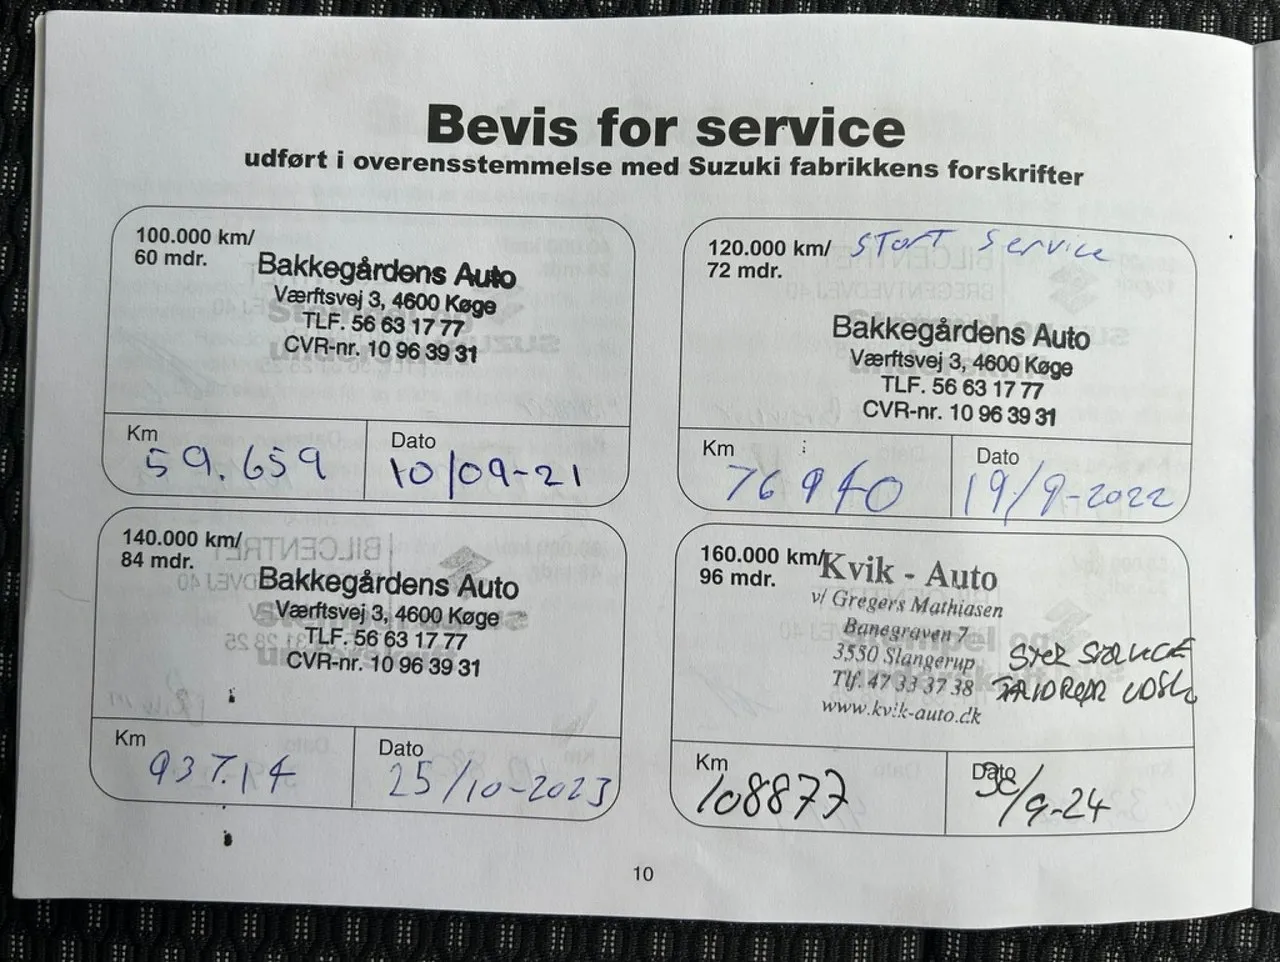 Bevis for service
udført i overensstemmelse med Suzuki fabrikkens forskrifter
100.000 km/
60 mdr.
Bakkegårdens Auto
Værftsvej 3, 4600 Køge
TLF. 56 63 17 77
CVR-nr. 10 96 39 31
Km
59.659
Dato
10/09-21
120.000 km/
72 mdr.
Stort Service
Bakkegårdens Auto
Værftsvej 3, 4600 Køge
TLF. 56 63 17 77
CVR-nr. 10 96 39 31
Km
Dato
19/9-2022
140.000 km/
84 mdr.
Bakkegårdens Auto
Værftsvej 3, 4600 Køge
TLF. 56 63 17 77
CVR-nr. 10 96 39 31
Km
93714
Dato
25/10-2023
160.000 km/
96 mdr.
Kvik - Auto
v/ Gregers Mathiasen
Banegraven 7
3550 Slangerup
Tlf. 47 33 37 38
www.kvik-auto.dk
Km
108877
Dato
/9-24
10